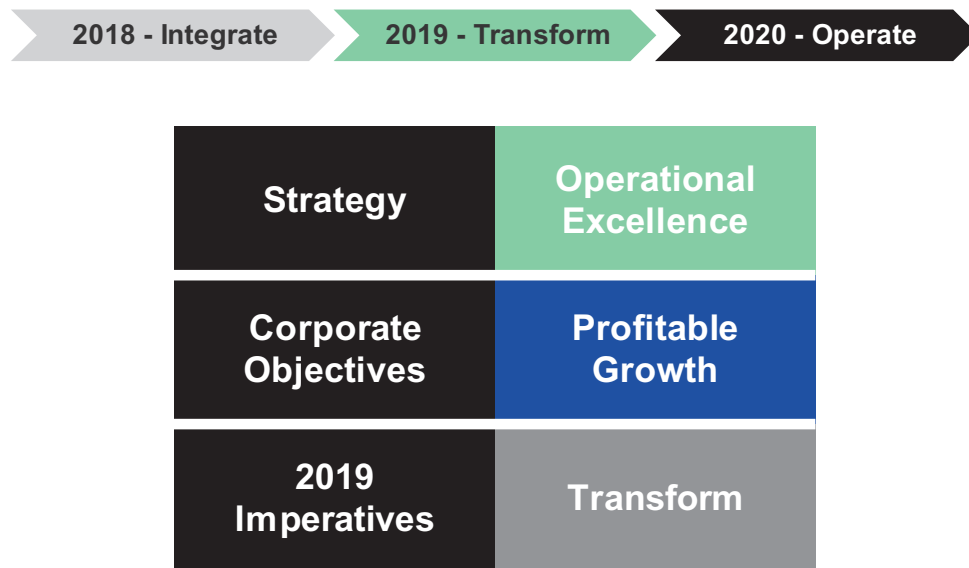 2018 - Integrate
2019 - Transform
2020 - Operate
Strategy
Operational
Excellence
Corporate
Objectives
Profitable
Growth
2019
Imperatives
Transform